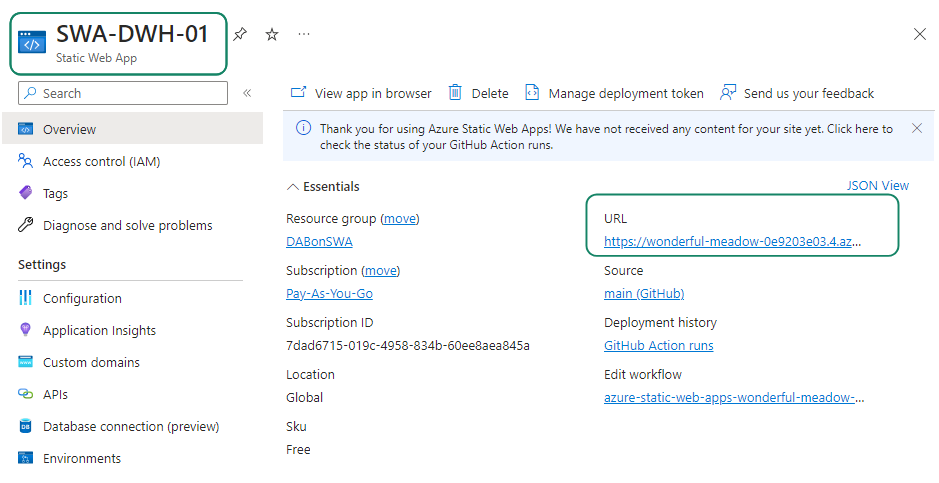 SWA-DWH-01
Static Web App
Search
Overview
Access control (IAM)
Tags
Diagnose and solve problems
Settings
Configuration
Application Insights
Custom domains
APIs
Database connection (preview)
Environments
View app in browser
Delete
Manage deployment token
Send us your feedback
Thank you for using Azure Static Web Apps! We have not received any content for your site yet. Click here to
check the status of your GitHub Action runs.
Essentials
JSON View
Resource group (move)
DABonSWA
Subscription (move)
Pay-As-You-Go
Subscription ID
7dad6715-019c-4958-834b-60ee8aea845a
Location
Global
Sku
Free
URL
https://wonderful-meadow-0e9203e03.4.az...
Source
main (GitHub)
Deployment history
GitHub Action runs
Edit workflow
azure-static-web-apps-wonderful-meadow-...